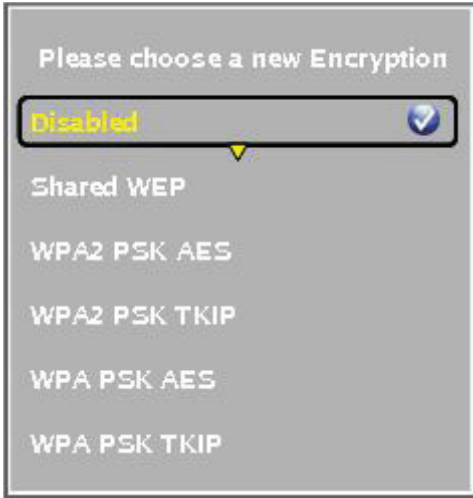 Please choose a new Encryption
Disabled
Shared WEP
WPA2 PSK AES
WPA2 PSK TKIP
WPA PSK AES
WPA PSK TKIP